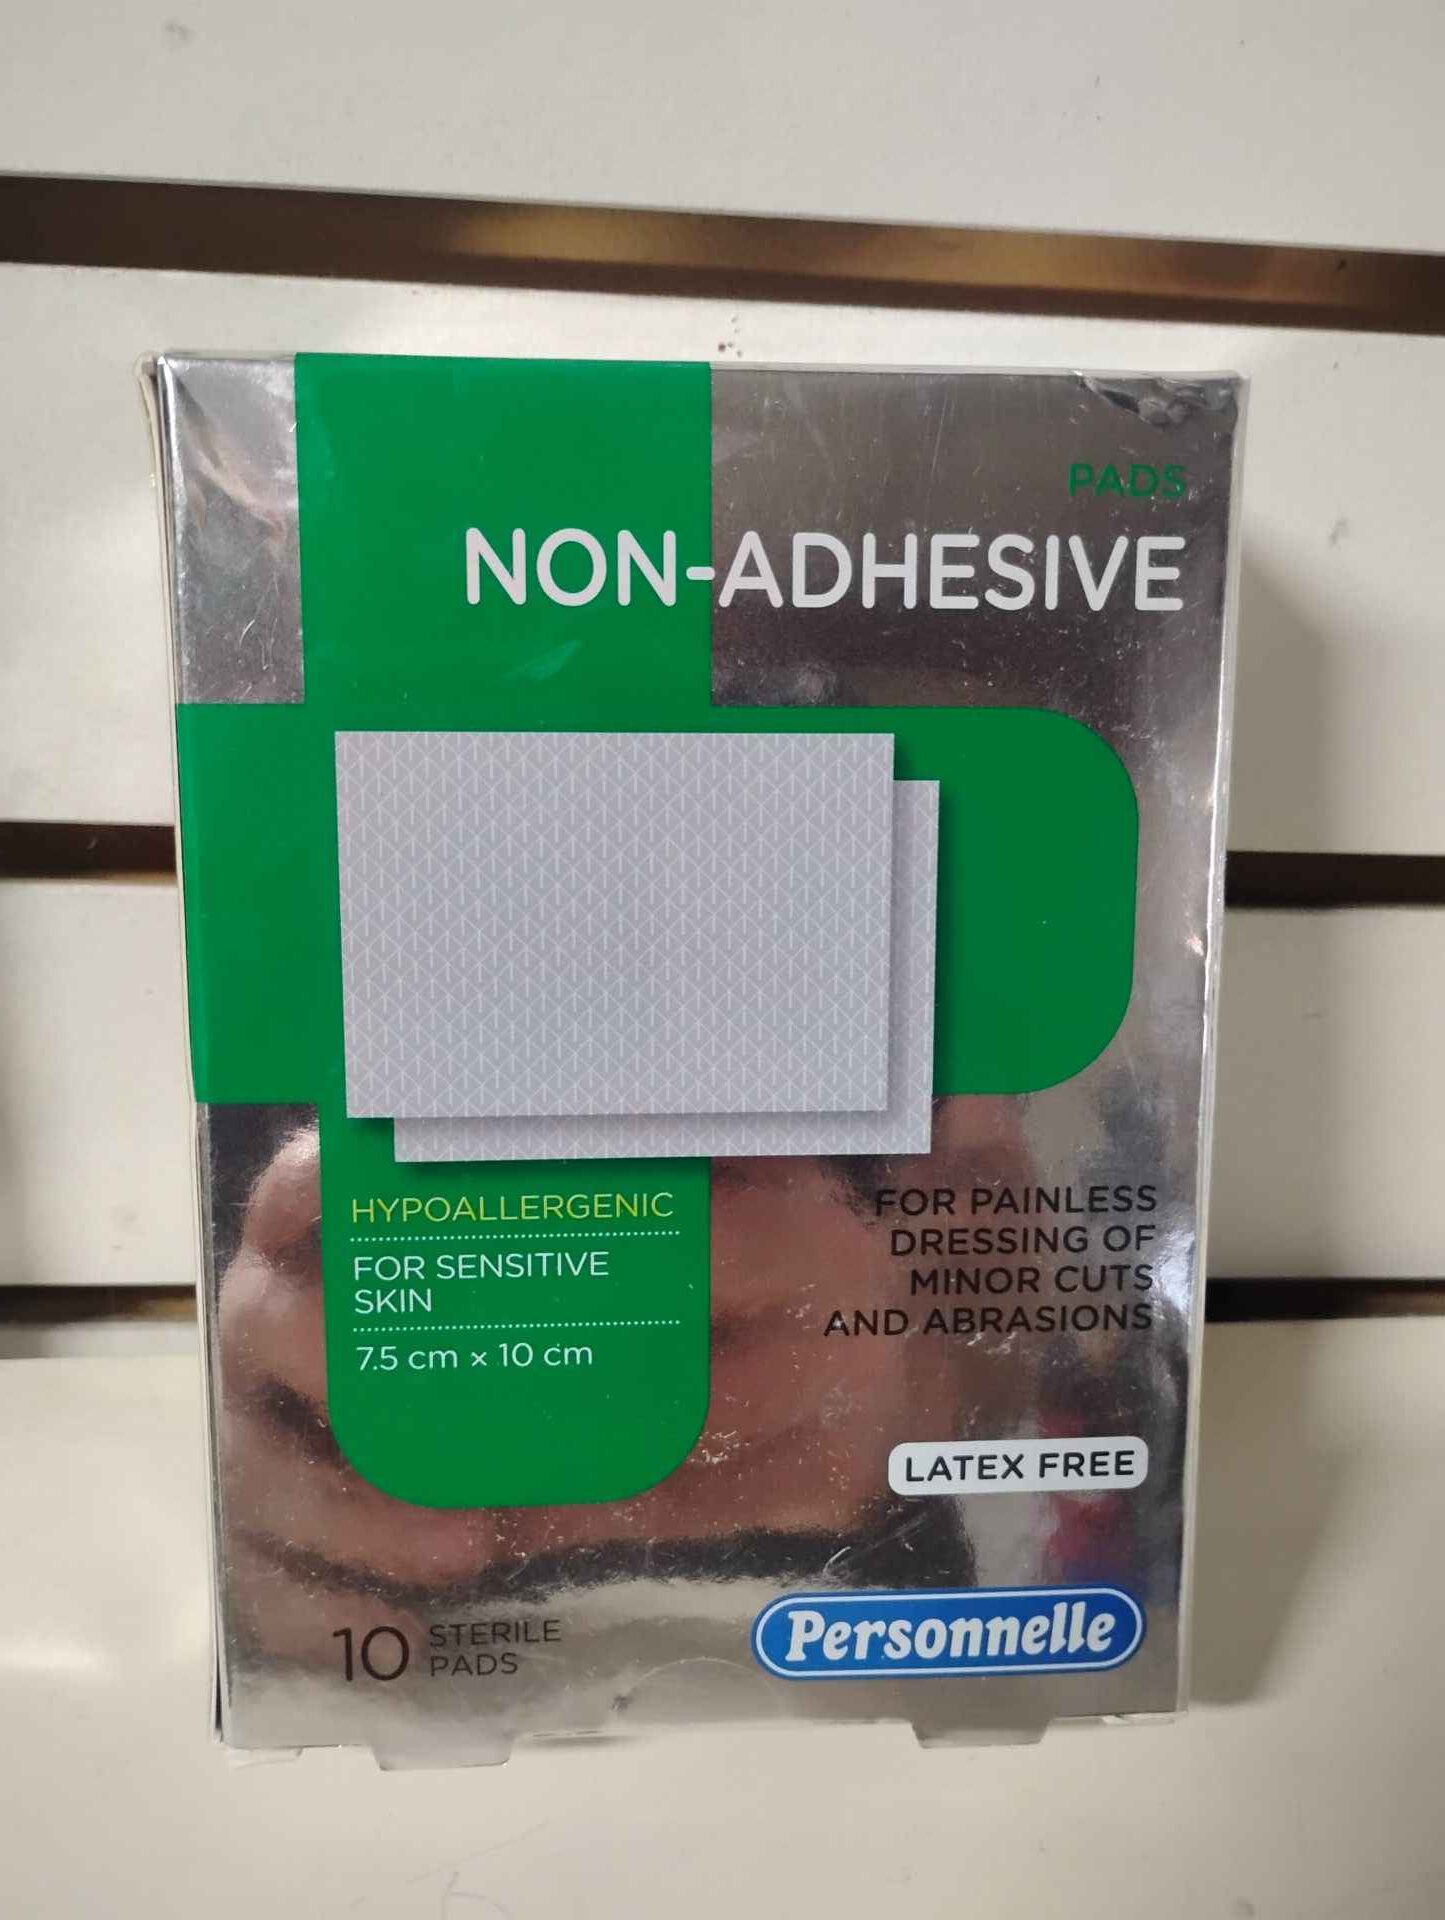 PADS
NON-ADHESIVE
HYPOALLERGENIC
FOR SENSITIVE
SKIN
7.5 cm x 10 cm
FOR PAINLESS
DRESSING OF
MINOR CUTS
AND ABRASIONS
LATEX FREE
10 STERILE
PADS
Personnelle